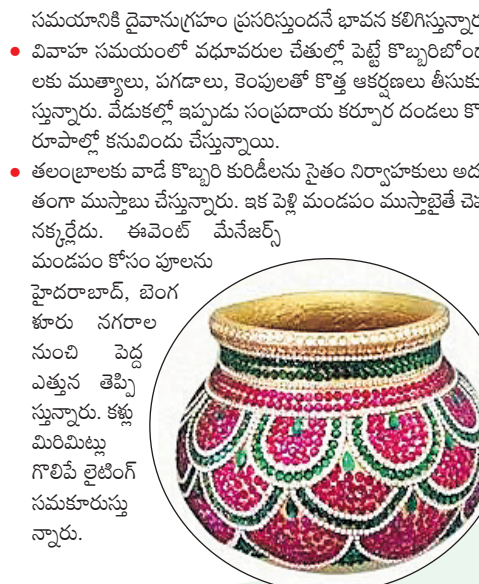 సమయానికి దైవానుగ్రహం ప్రసరిస్తుందనే భావన కలిగిస్తున్నారు
• వివాహ సమయంలో వధూవరుల చేతుల్లో పెట్టే కొబ్బరిబోండా
లకు ముత్యాలు, పగడాలు, కెంపులతో కొత్త ఆకర్షణలు తీసుకు
స్తున్నారు. వేడుకల్లో ఇప్పుడు సంప్రదాయ కర్పూర దండలు
రూపాల్లో కనువిందు చేస్తున్నాయి.
• తలంబ్రాలకు వాడే కొబ్బరి కురిడీలను సైతం నిర్వాహకులు
తంగా ముస్తాబు చేస్తున్నారు. ఇక పెళ్లి మండపం ముస్తాబైతే
నక్కర్లేదు. ఈవెంట్ మేనేజర్స్
మండపం కోసం పూలను
హైదరాబాద్, బెంగ
ళూరు నగరాల
నుంచి పెద్ద
ఎత్తున తెప్పి
స్తున్నారు. కళ్లు
మిరిమిట్లు
గొలిపే లైటింగ్
సమకూరుస్తు
న్నారు.